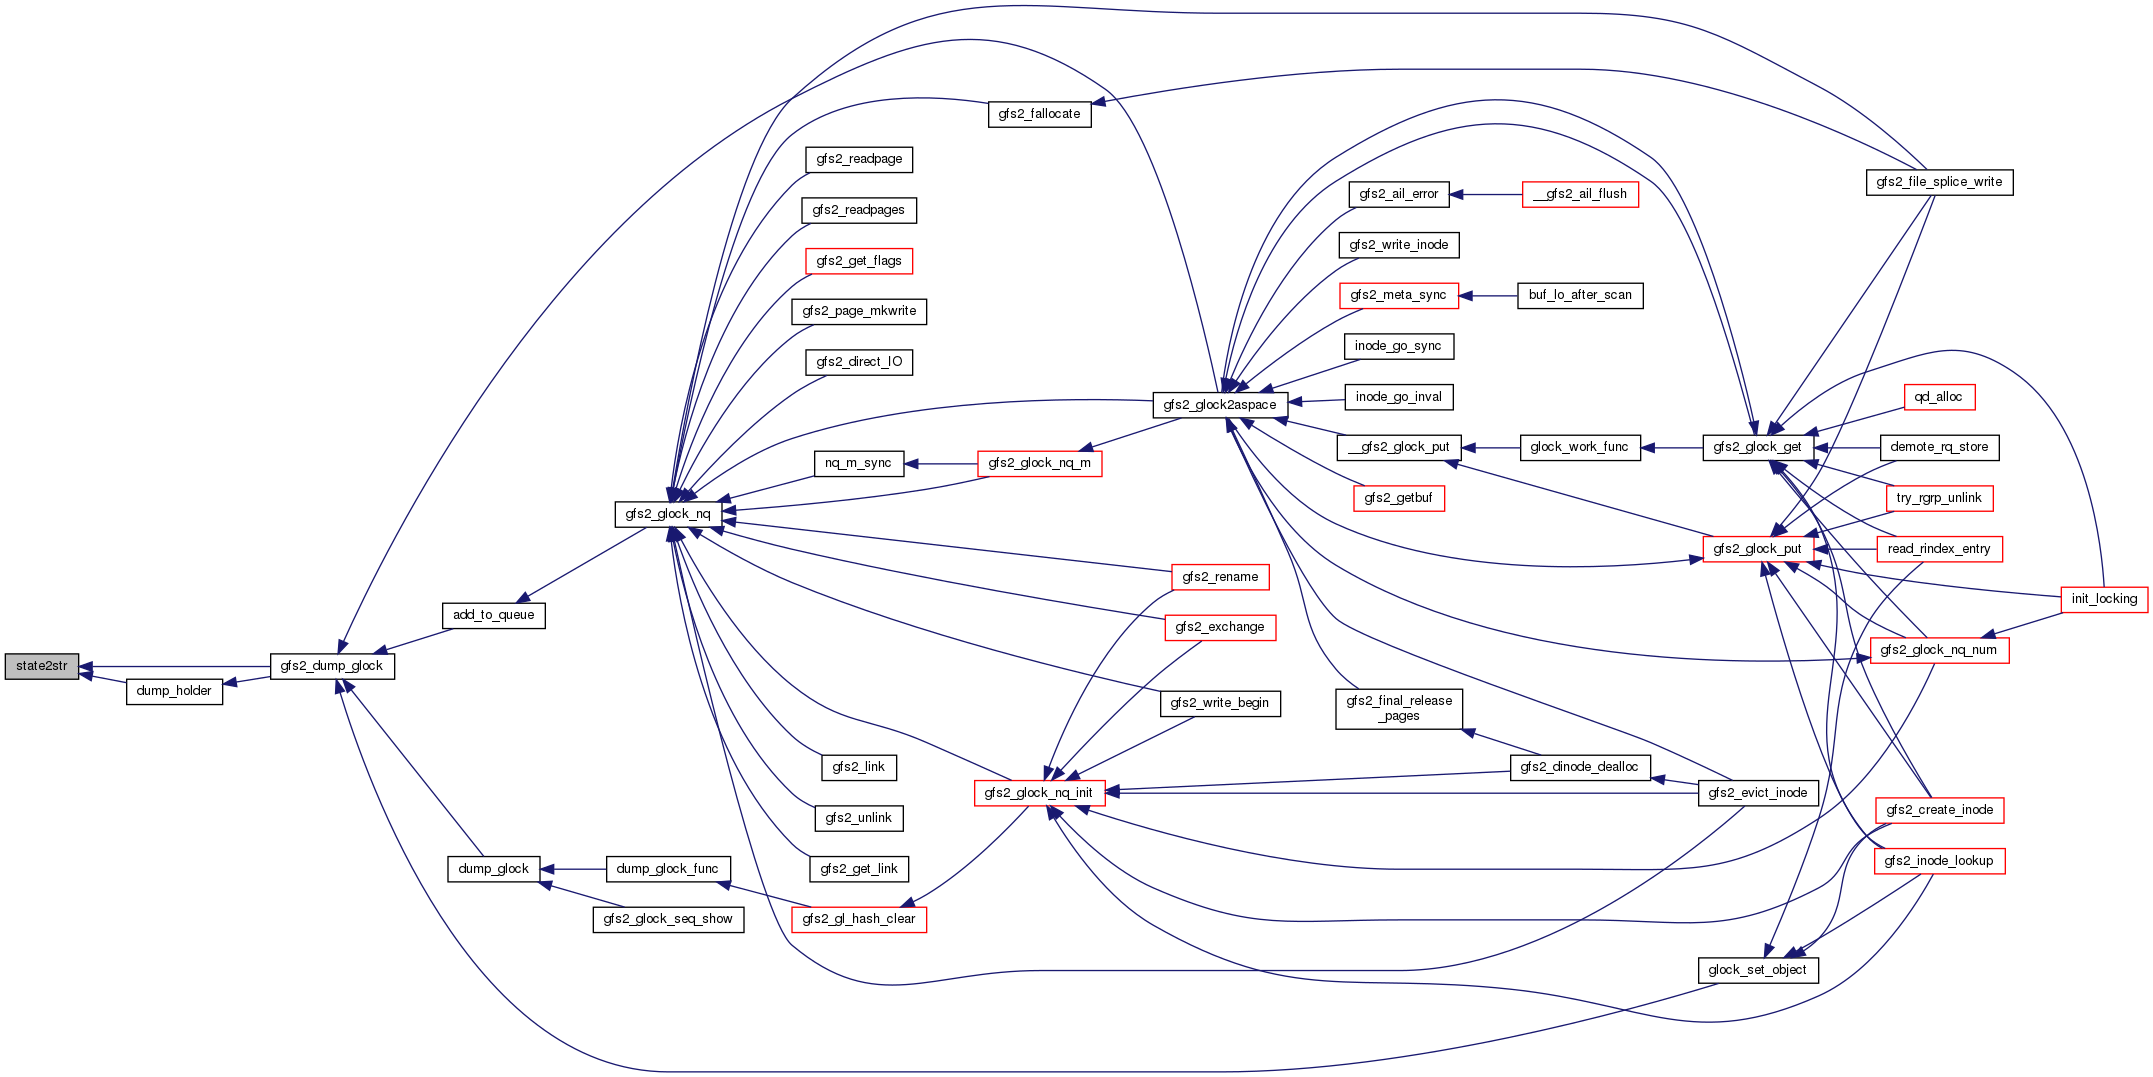 state2str
dump_holder
gfs2_dump_glock
add_to_queue
dump_glock
gfs2_glock_nq
dump_glock_func
gfs2_glock_seq_show
gfs2_fallocate
gfs2_readpage
gfs2_readpages
gfs2_get_flags
gfs2_page_mkwrite
gfs2_direct_IO
nq_m_sync
gfs2_link
gfs2_unlink
gfs2_get_link
gfs2_gl_hash_clear
gfs2_glock_nq_m
gfs2_glock_nq_init
gfs2_glock2aspace
gfs2_rename
gfs2_exchange
gfs2_write_begin
gfs2_ail_error
gfs2_write_inode
gfs2_meta_sync
inode_go_sync
inode_go_inval
__gfs2_glock_put
gfs2_getbuf
gfs2_final_release
_pages
__gfs2_ail_flush
buf_lo_after_scan
glock_work_func
gfs2_dinode_dealloc
gfs2_glock_get
gfs2_glock_put
gfs2_evict_inode
glock_set_object
gfs2_file_splice_write
qd_alloc
demote_rq_store
try_rgrp_unlink
read_rindex_entry
gfs2_glock_nq_num
gfs2_create_inode
gfs2_inode_lookup
init_locking